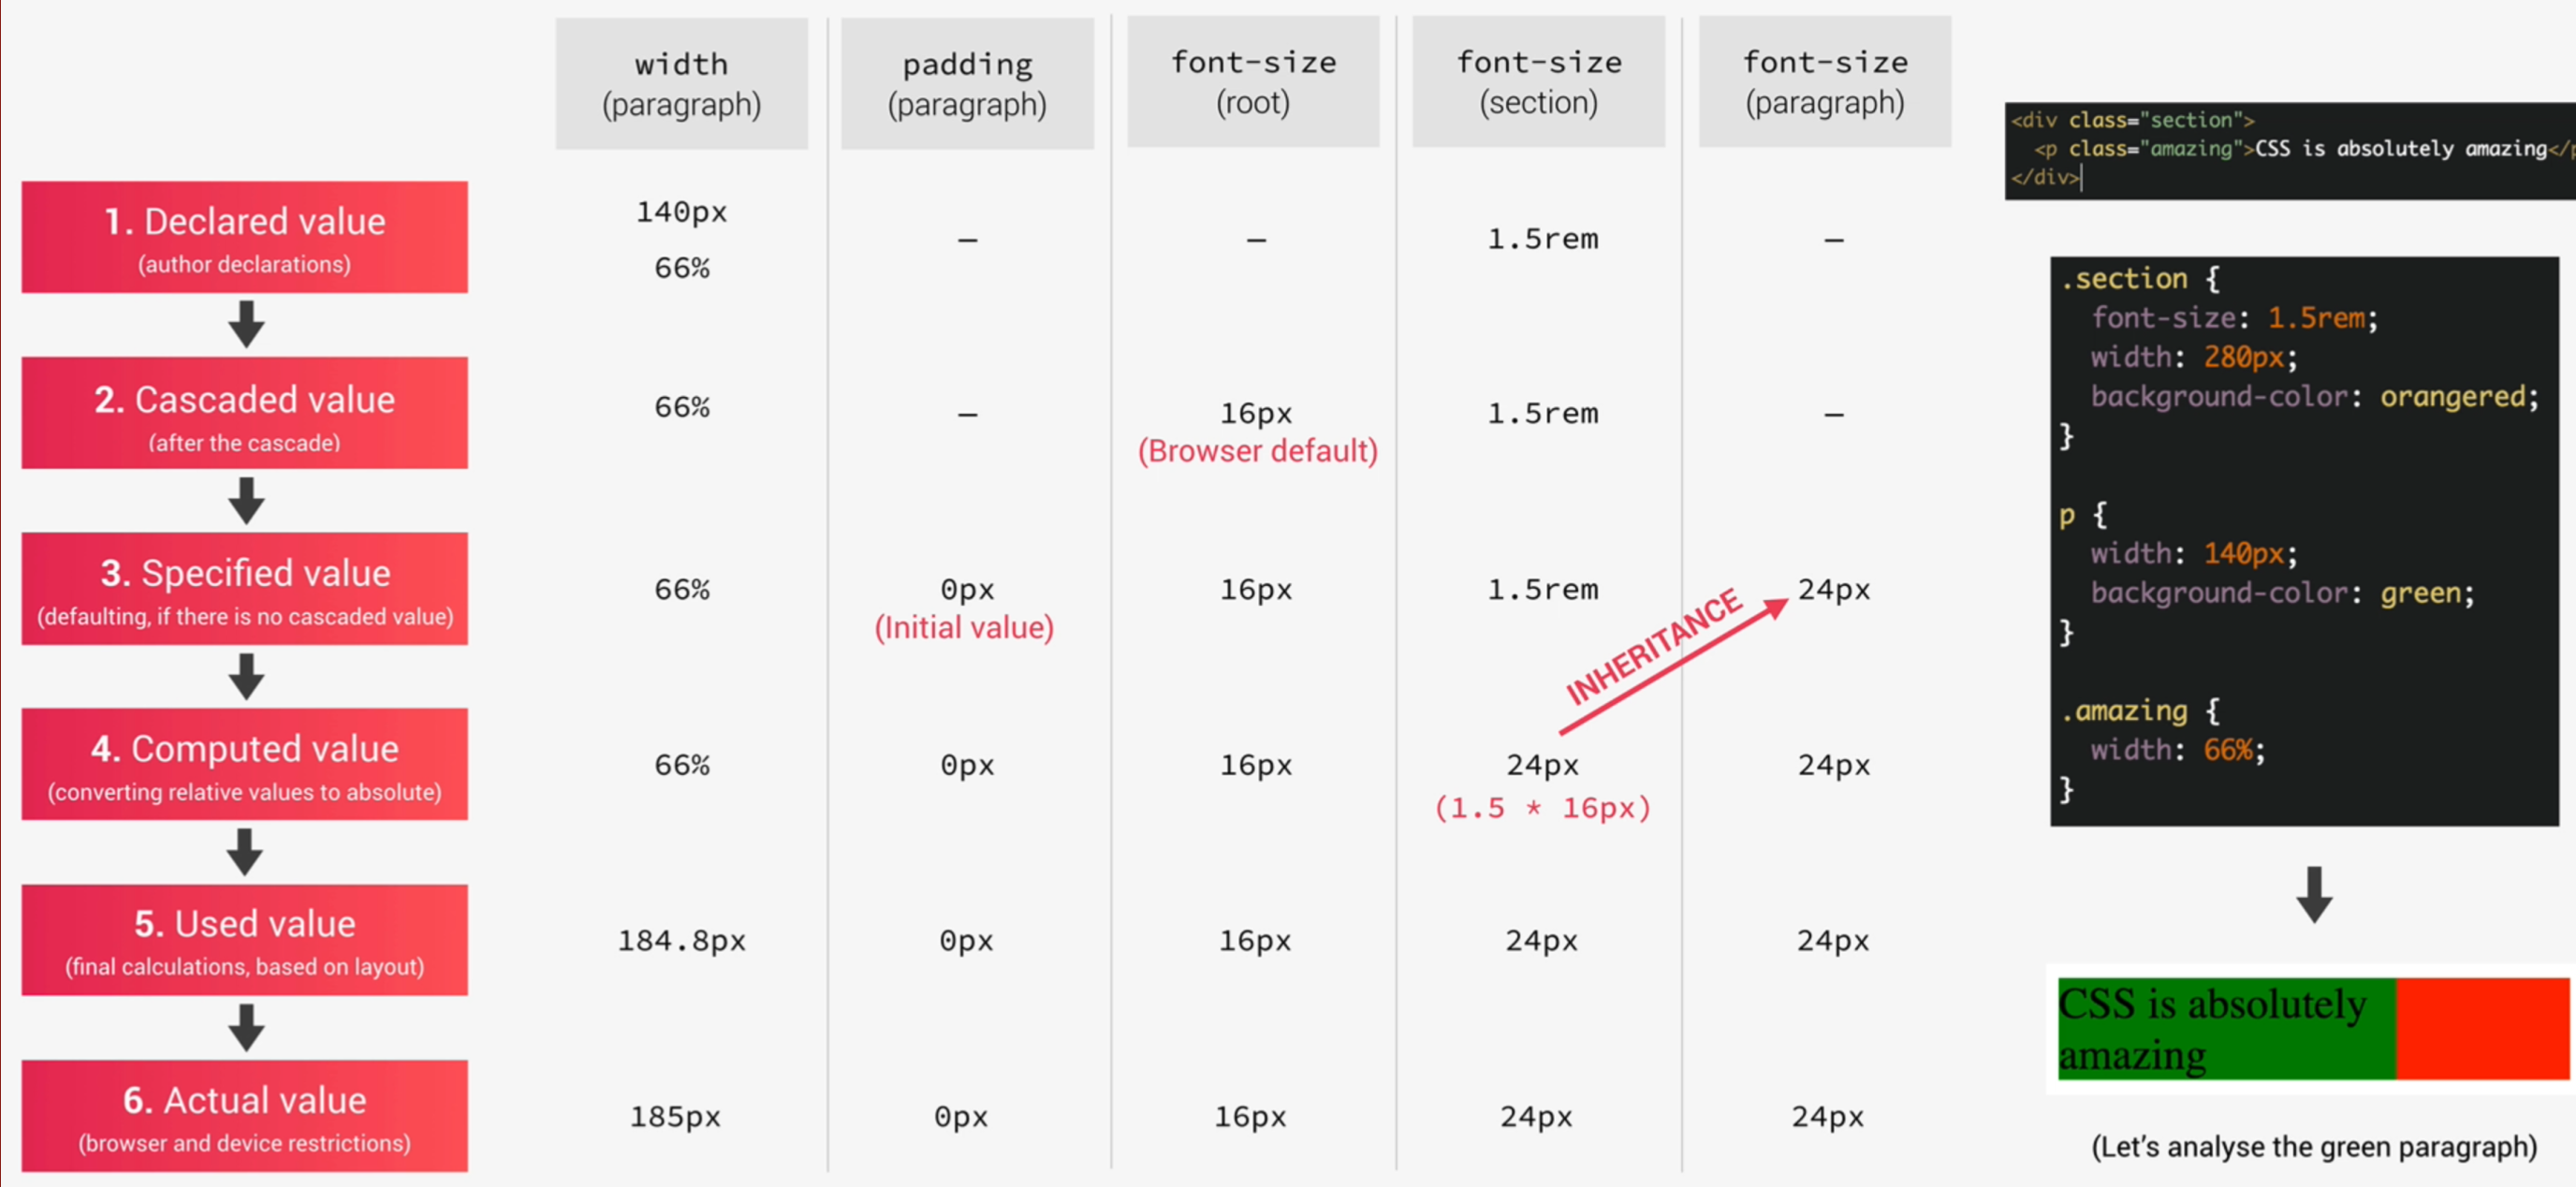 width
(paragraph)
padding
(paragraph)
font-size
(root)
font-size
(section)
font-size
(paragraph)
1. Declared value
(author declarations)
140px
66%
–
–
1.5rem
–
2. Cascaded value
(after the cascade)
66%
–
16px
(Browser default)
1.5rem
–
3. Specified value
(defaulting, if there is no cascaded value)
66%
0px
(Initial value)
16px
1.5rem
INHERITANCE
24px
4. Computed value
(converting relative values to absolute)
66%
0px
16px
24px
(1.5 * 16px)
24px
5. Used value
(final calculations, based on layout)
184.8px
0px
16px
24px
24px
6. Actual value
(browser and device restrictions)
185px
0px
16px
24px
24px
<div class="section">
<p class="amazing">CSS is absolutely amazing</p
</div>
.section {
font-size: 1.5rem;
width: 280px;
background-color: orangered;
}
p {
width: 140px;
background-color: green;
}
.amazing {
width: 66%;
}
CSS is absolutely
amazing
(Let's analyse the green paragraph)